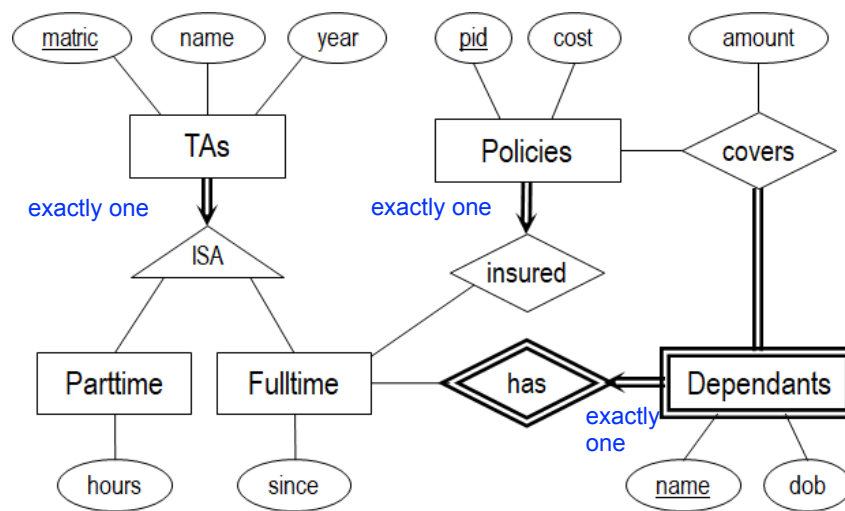 matric
name
year
pid
cost
amount
TAs
Policies
covers
exactly one
exactly one
ISA
insured
Parttime
Fulltime
has
Dependants
exactly
one
hours
since
name
dob